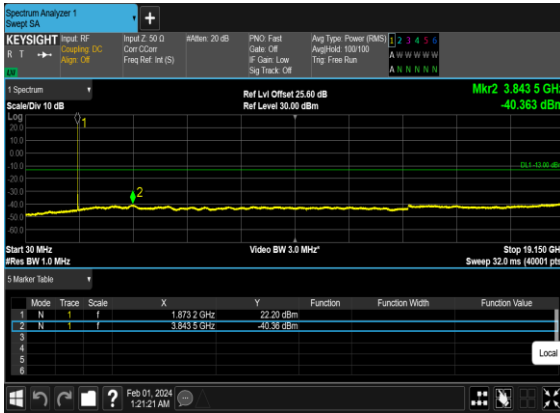 Spectrum Analyzer 1
Swept SA
+
KEYSIGHT Input: RF Input Z: 50 Ω #Atten: 20 dB PNO: Fast Avg Type: Power (RMS) 1 2 3 4 5 6
R T Coupling: DC Corr CCorr Gate: Off Avg|Hold: 100/100 A W W W W W
Align: Off Freq Ref: Int (S) IF Gain: Low Trig: Free Run
Sig Track: Off A N N N N N
1 Spectrum Ref Lvl Offset 25.60 dB Mkr2 3.843 5 GHz
Scale/Div 10 dB Ref Level 30.00 dBm -40.363 dBm
Log
20.0
10.0
0.00
-10.0
DL1 -13.00 dBm
-20.0
-30.0
-40.0
-50.0
-60.0
1
2
Start 30 MHz Video BW 3.0 MHz* Stop 19.150 GH
#Res BW 1.0 MHz Sweep 32.0 ms (40001 pts
5 Marker Table
Mode Trace Scale X Y Function Function Width Function Value
1 N 1 f 1.873 2 GHz 22.20 dBm
2 N 1 f 3.843 5 GHz -40.36 dBm
3
4
5
6
Local
? Feb 01, 2024
1:21:21 AM